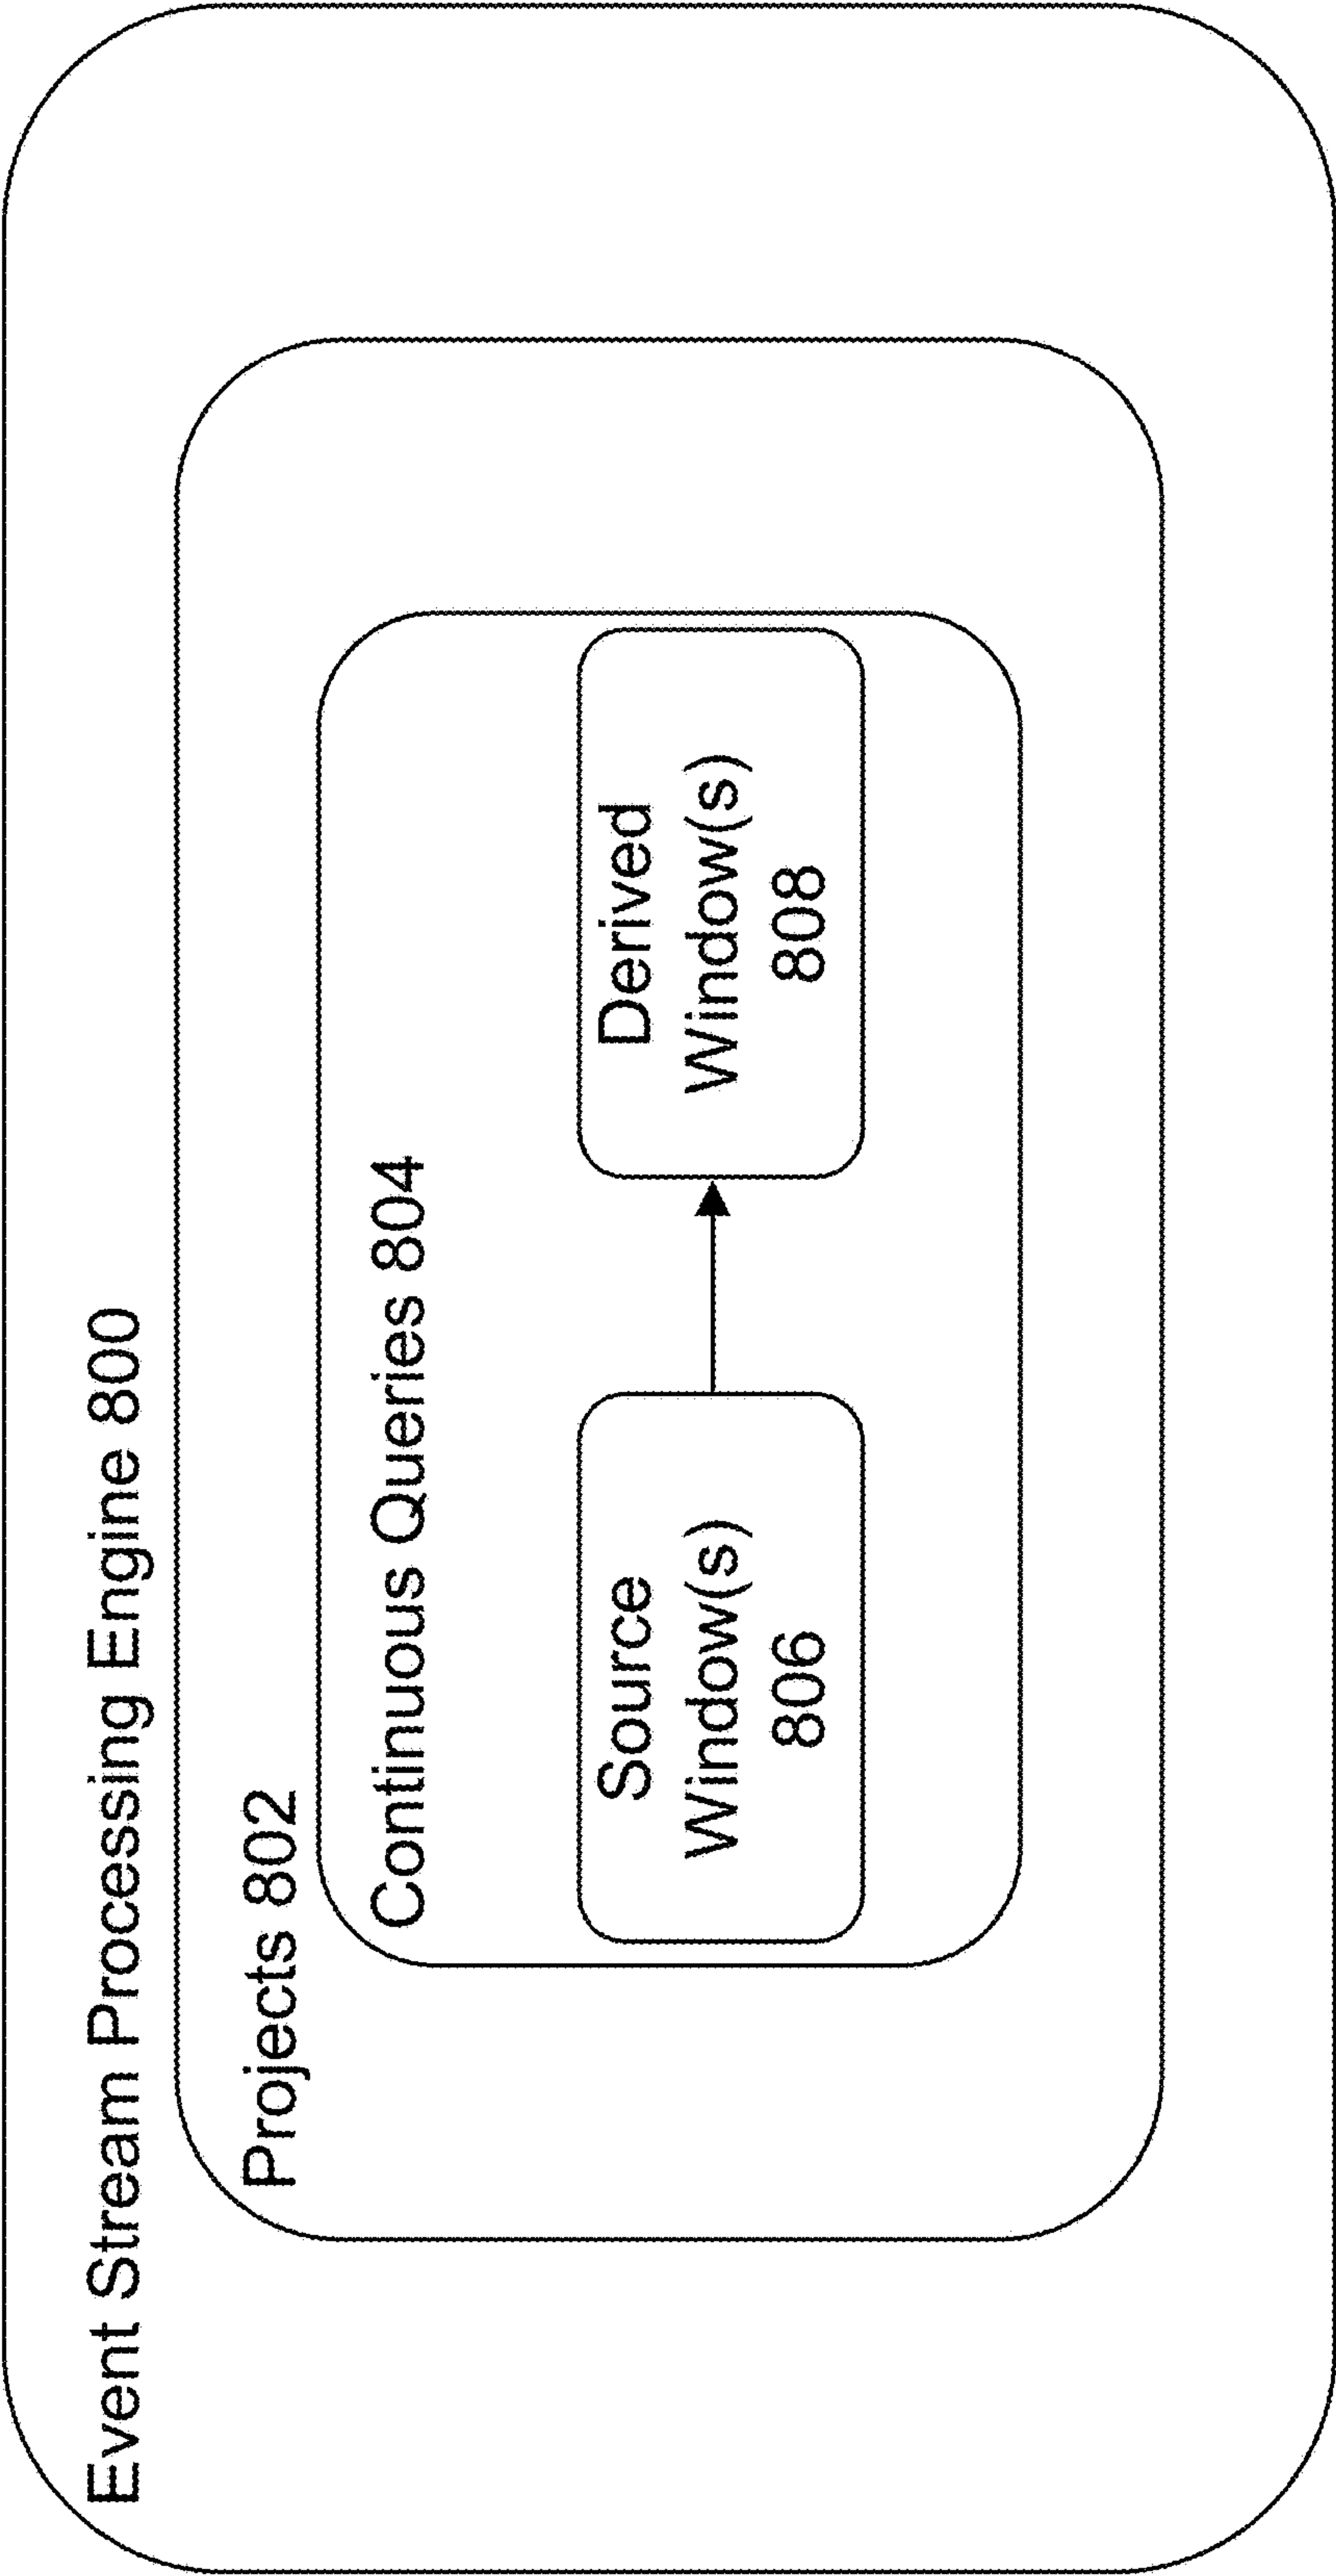 Event Stream Processing Engine 800
Projects 802
Continuous Queries 804
Source
Window(s)
806
Derived
Window(s)
808